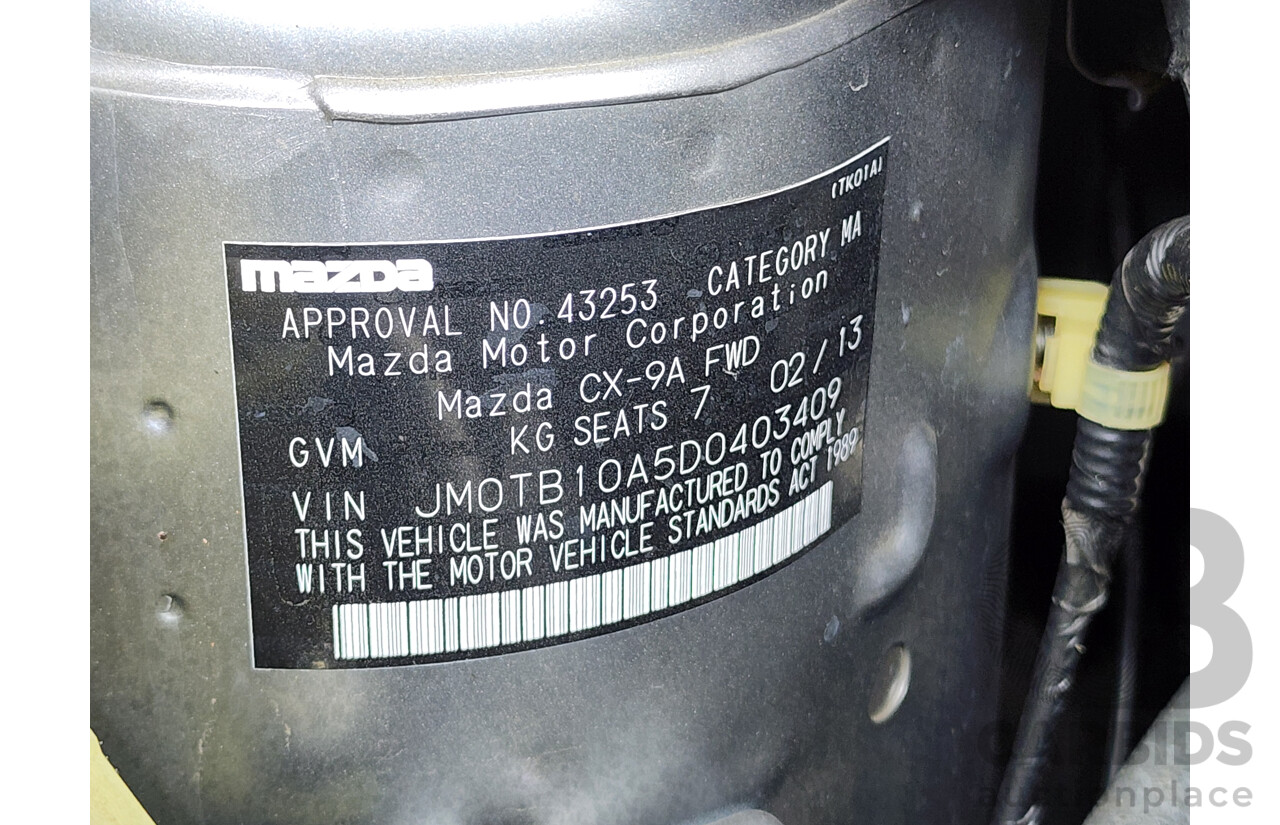 (TK01A)
mazda
APPROVAL NO.43253 CATEGORY MA
Mazda Motor Corporation
Mazda CX-9A FWD
GVM KG SEATS 7 02/13
VIN JM0TB10A5D0403409
THIS VEHICLE WAS MANUFACTURED TO COMPLY
WITH THE MOTOR VEHICLE STANDARDS ACT 1989